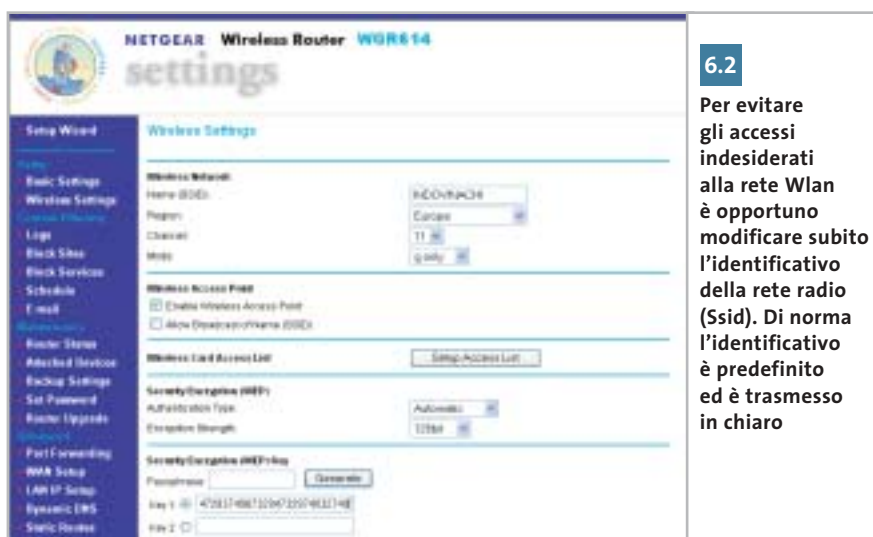 NETGEAR Wireless Router WGR614
settings
Setup Wizard
Basic Settings
Wireless Settings
Logs
Block Sites
Block Services
Schedule
E-mail
Maintenance
Router Status
Attached Devices
Backup Settings
Set Password
Router Upgrade
Advanced
Port Forwarding
WAN Setup
LAN IP Setup
Dynamic DNS
Static Routes
Wireless Settings
Wireless Network
Name (SSID):
Region:
Europe
Channel:
11
Mode:
g only
Wireless Access Point
Enable Wireless Access Point
Allow Broadcast of Name (SSID)
Wireless Card Access List
Setup Access List
Security Encryption (WEP)
Authentication Type:
Automatic
Encryption Strength:
128bit
Security Encryption (WEP) Key
Passphrase:
Generate
Key 1:
Key 2:
6.2
Per evitare
gli accessi
indesiderati
alla rete Wlan
è opportuno
modificare subito
l'identificativo
della rete radio
(Ssid). Di norma
l'identificativo
è predefinito
ed è trasmesso
in chiaro